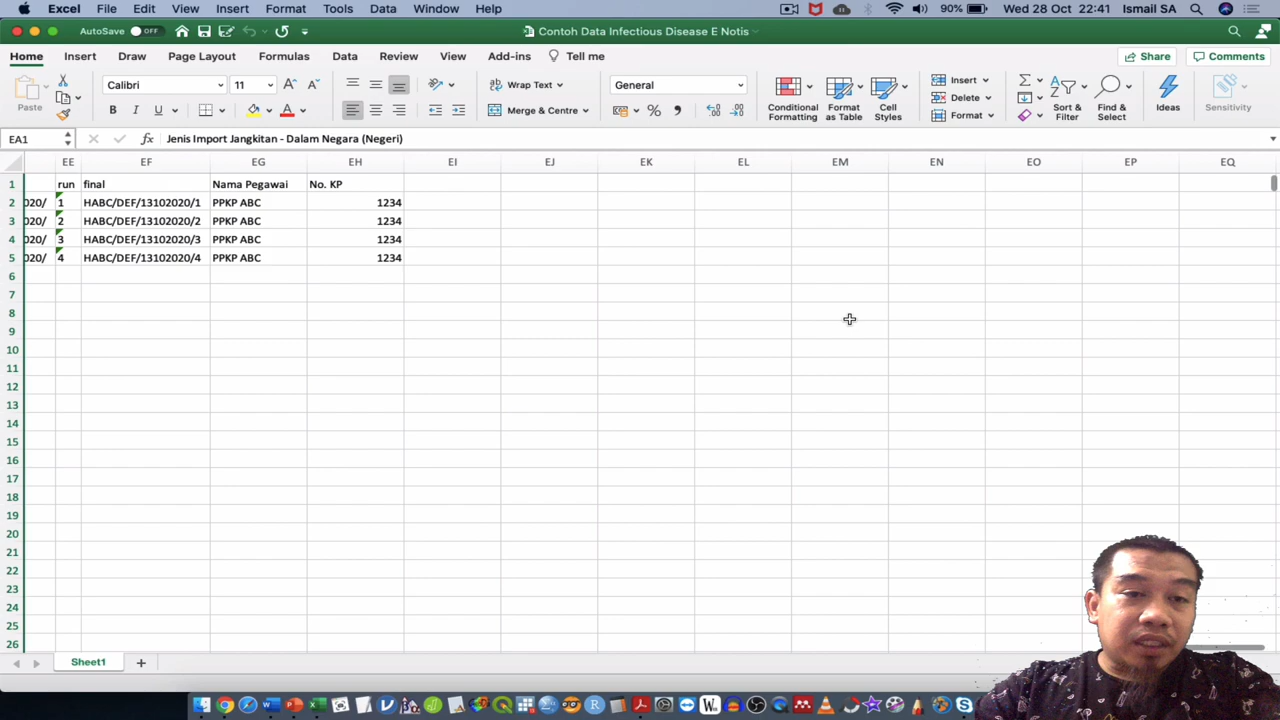 Excel File Edit View Insert Format Tools Data Window Help 90% Wed 28 Oct 22:41 Ismail SA
AutoSave OFF Contoh Data Infectious Disease E Notis
Home Insert Draw Page Layout Formulas Data Review View Add-ins Tell me Share Comments
Paste Calibri 11 Wrap Text General Conditional Formatting Format as Table Cell Styles Insert Sort & Filter Find & Select Ideas Sensitivity
B I U Merge & Centre Delete
Format
EA1 fx Jenis Import Jangkitan - Dalam Negara (Negeri)
EE EF EG EH EI EJ EK EL EM EN EO EP EQ
1 run final Nama Pegawai No. KP
2 020/ 1 HABC/DEF/13102020/1 PPKP ABC 1234
3 020/ 2 HABC/DEF/13102020/2 PPKP ABC 1234
4 020/ 3 HABC/DEF/13102020/3 PPKP ABC 1234
5 020/ 4 HABC/DEF/13102020/4 PPKP ABC 1234
6
7
8
9
10
11
12
13
14
15
16
17
18
19
20
21
22
23
24
25
26
Sheet1